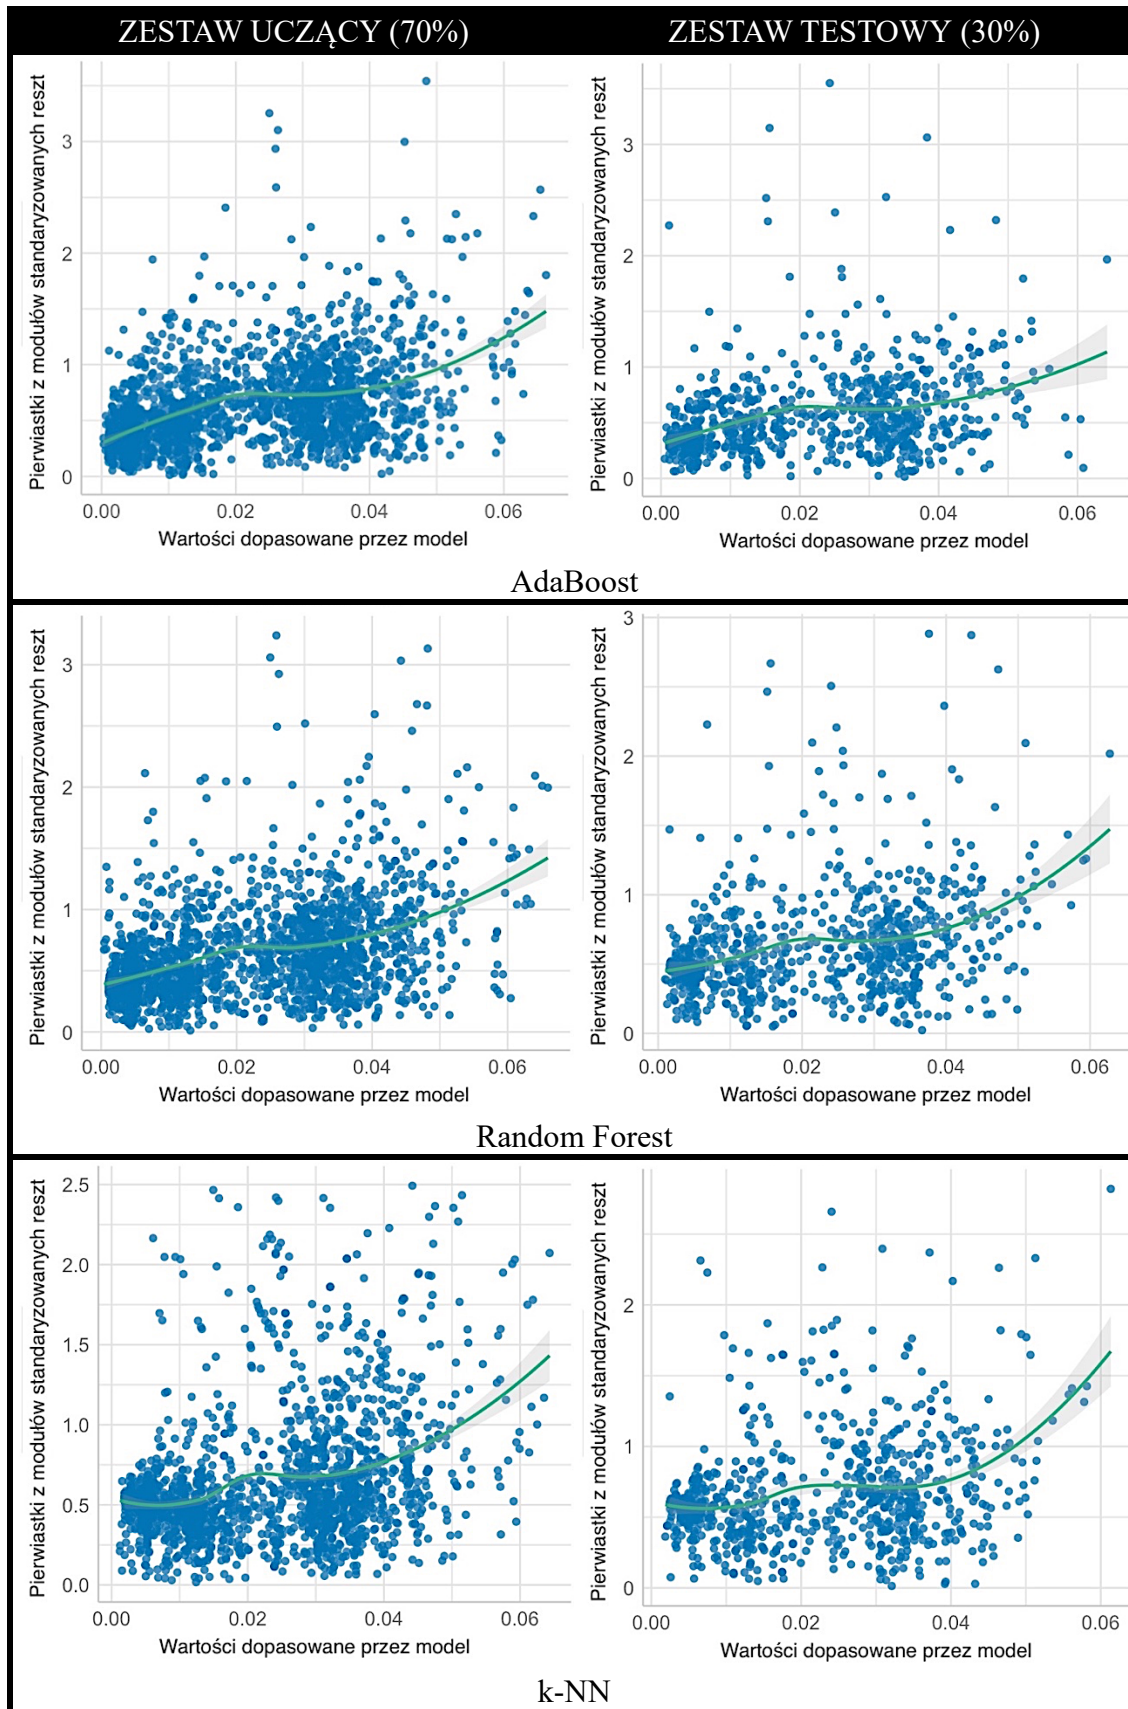 ZESTAW UCZĄCY (70%)
ZESTAW TESTOWY (30%)
Pierwiastki z modułów standaryzowanych reszt
3
2
1
0
0.00 0.02 0.04 0.06
Wartości dopasowane przez model
Pierwiastki z modułów standaryzowanych reszt
3
2
1
0
0.00 0.02 0.04 0.06
Wartości dopasowane przez model
AdaBoost
Pierwiastki z modułów standaryzowanych reszt
3
2
1
0
0.00 0.02 0.04 0.06
Wartości dopasowane przez model
Pierwiastki z modułów standaryzowanych reszt
3
2
1
0
0.00 0.02 0.04 0.06
Wartości dopasowane przez model
Random Forest
Pierwiastki z modułów standaryzowanych reszt
2.5
2.0
1.5
1.0
0.5
0.0
0.00 0.02 0.04 0.06
Wartości dopasowane przez model
Pierwiastki z modułów standaryzowanych reszt
2
1
0
0.00 0.02 0.04 0.06
Wartości dopasowane przez model
k-NN